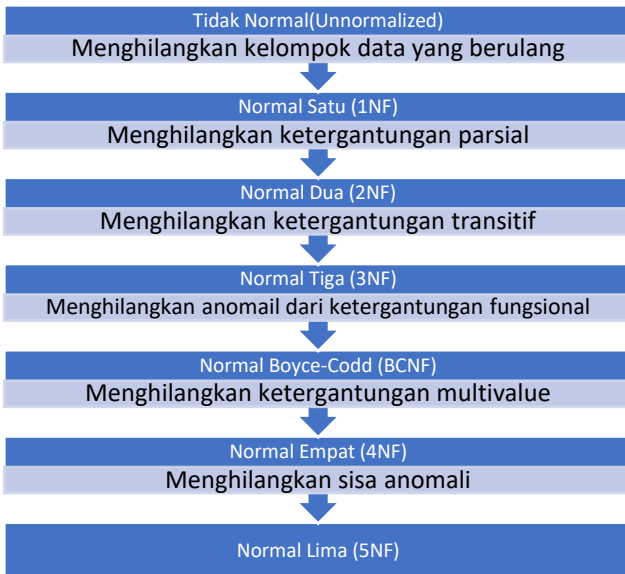 Tidak Normal(Unnormalized)
Menghilangkan kelompok data yang berulang
Normal Satu (1NF)
Menghilangkan ketergantungan parsial
Normal Dua (2NF)
Menghilangkan ketergantungan transitif
Normal Tiga (3NF)
Menghilangkan anomail dari ketergantungan fungsional
Normal Boyce-Codd (BCNF)
Menghilangkan ketergantungan multivalue
Normal Empat (4NF)
Menghilangkan sisa anomali
Normal Lima (5NF)